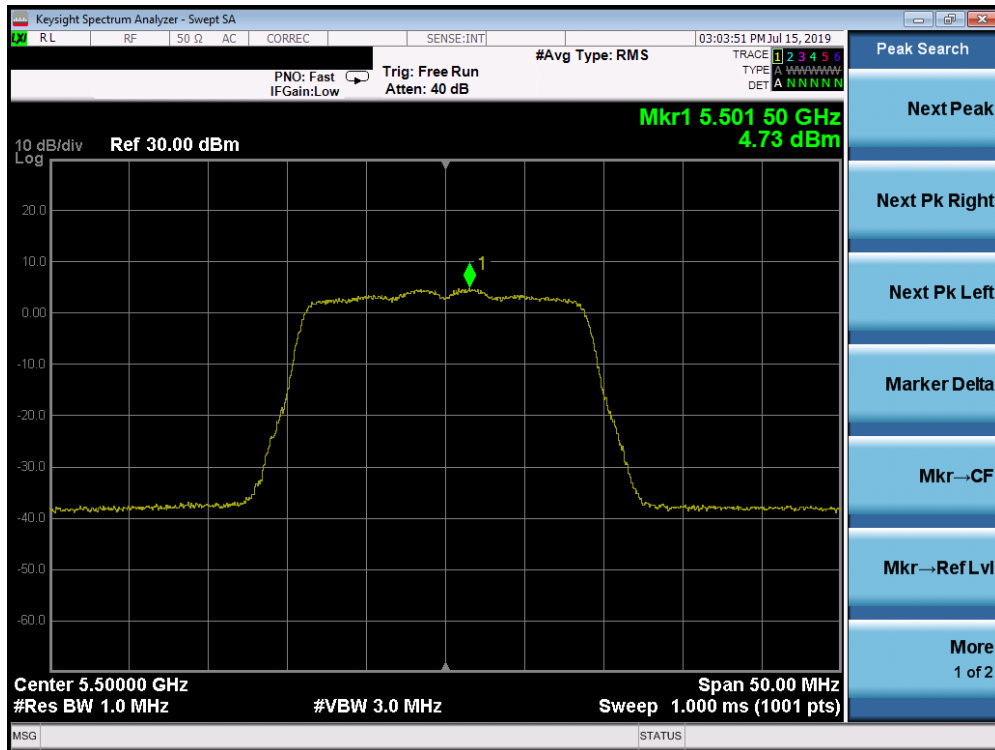 Keysight Spectrum Analyzer - Swept SA
LXI RL RF 50 Ω AC CORREC SENSE:INT 03:03:51 PM Jul 15, 2019
#Avg Type: RMS
TRACE 1 2 3 4 5 6
TYPE A WWWWW
DET A N N N N N
PNO: Fast
IFGain:Low
Trig: Free Run
Atten: 40 dB
Mkr1 5.501 50 GHz
4.73 dBm
10 dB/div Ref 30.00 dBm
Log
20.0
10.0
0.00
-10.0
-20.0
-30.0
-40.0
-50.0
-60.0
1
Center 5.50000 GHz Span 50.00 MHz
#Res BW 1.0 MHz #VBW 3.0 MHz Sweep 1.000 ms (1001 pts)
MSG STATUS
Peak Search
Next Peak
Next Pk Right
Next Pk Left
Marker Delta
Mkr→CF
Mkr→Ref Lvl
More
1 of 2